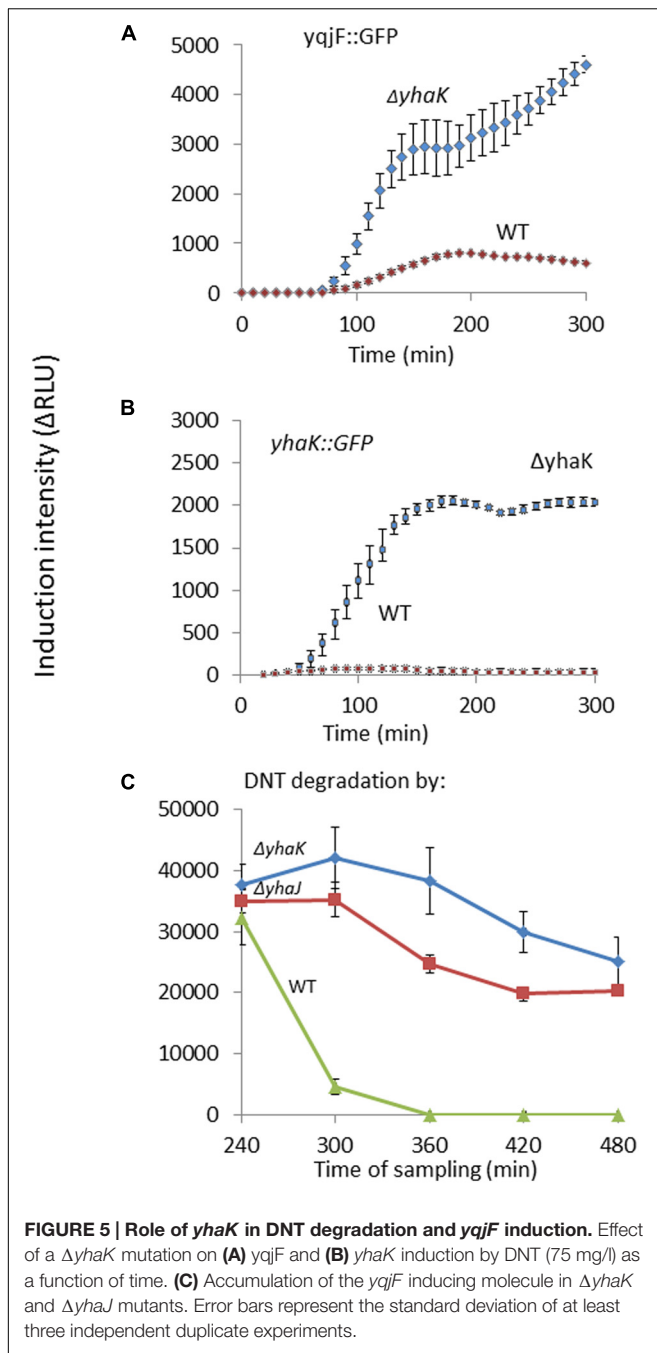 A
yqjF::GFP
5000
4000
3000
2000
1000
0
ΔyhaK
WT
0 100 200 300
Time (min)
Induction intensity (ΔRLU)
B
yhaK::GFP
3000
2500
2000
1500
1000
500
0
ΔyhaK
WT
100 200 300
Time (min)
C
DNT degradation by:
50000
40000
30000
20000
10000
0
ΔyhaK
ΔyhaJ
WT
240 300 360 420 480
Time of sampling (min)
FIGURE 5 | Role of yhaK in DNT degradation and yqjF induction. Effect
of a ΔyhaK mutation on (A) yqjF and (B) yhaK induction by DNT (75 mg/l) as
a function of time. (C) Accumulation of the yqjF inducing molecule in ΔyhaK
and ΔyhaJ mutants. Error bars represent the standard deviation of at least
three independent duplicate experiments.